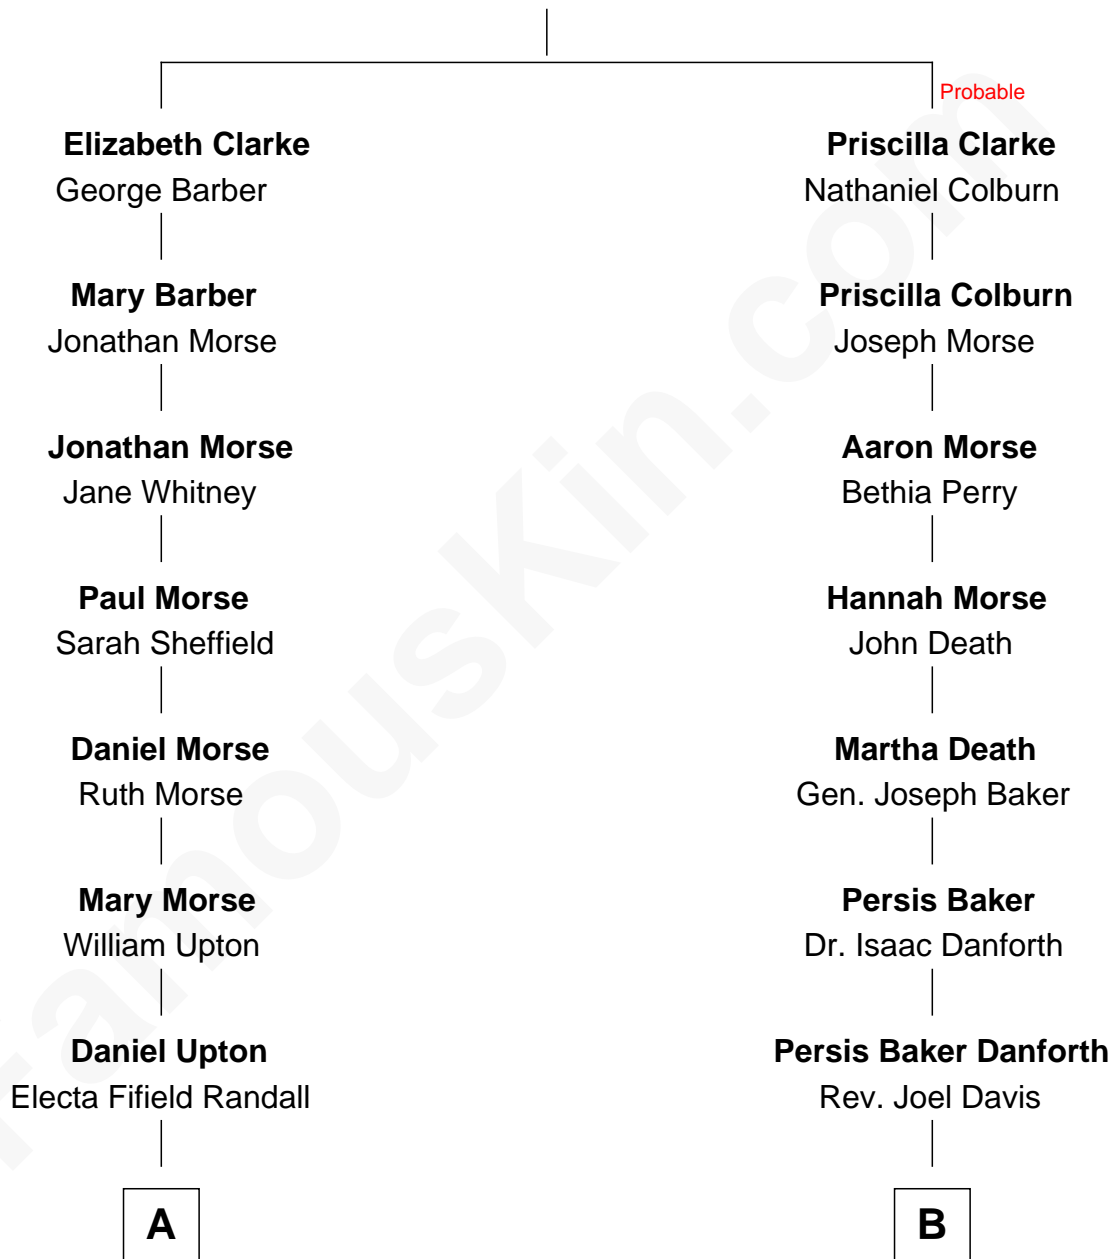 Probable
Elizabeth Clarke
George Barber
Priscilla Clarke
Nathaniel Colburn
Mary Barber
Jonathan Morse
Priscilla Colburn
Joseph Morse
Jonathan Morse
Jane Whitney
Aaron Morse
Bethia Perry
Paul Morse
Sarah Sheffield
Hannah Morse
John Death
Daniel Morse
Ruth Morse
Martha Death
Gen. Joseph Baker
Mary Morse
William Upton
Persis Baker
Dr. Isaac Danforth
Daniel Upton
Electa Fifield Randall
Persis Baker Danforth
Rev. Joel Davis
A
B
famouskin.com